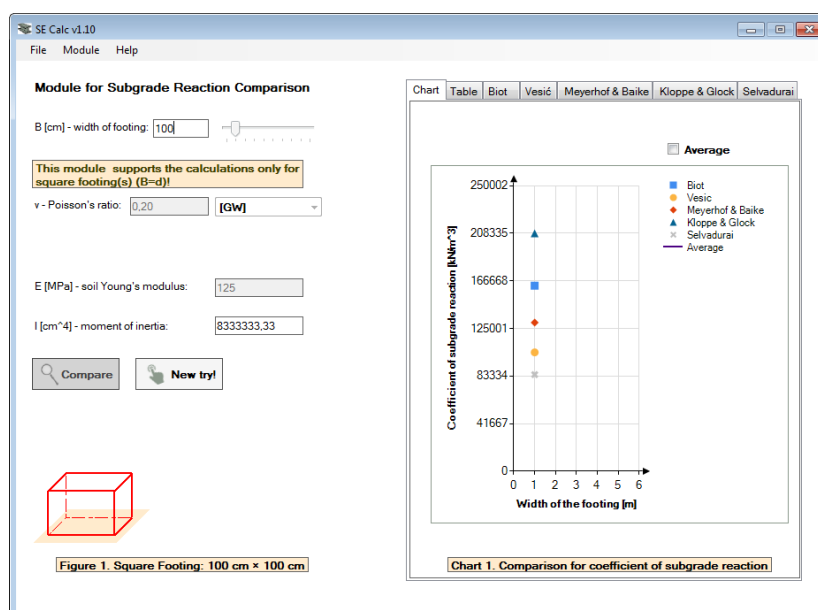 SE Calc v1.10
File Module Help
Module for Subgrade Reaction Comparison
B [cm] - width of footing: 100
This module supports the calculations only for
square footing(s) (B=d)!
v - Poisson's ratio: 0,20 [GW]
E [MPa] - soil Young's modulus: 125
I [cm^4] - moment of inertia: 8333333,33
Compare New try!
Figure 1. Square Footing: 100 cm × 100 cm
Chart Table Biot Vesić Meyerhof & Baike Kloppe & Glock Selvadurai
Average
Coefficient of subgrade reaction [kN/m^3]
250002
208335
166668
125001
83334
41667
0
0 1 2 3 4 5 6
Width of the footing [m]
Biot
Vesic
Meyerhof & Baike
Kloppe & Glock
Selvadurai
Average
Chart 1. Comparison for coefficient of subgrade reaction